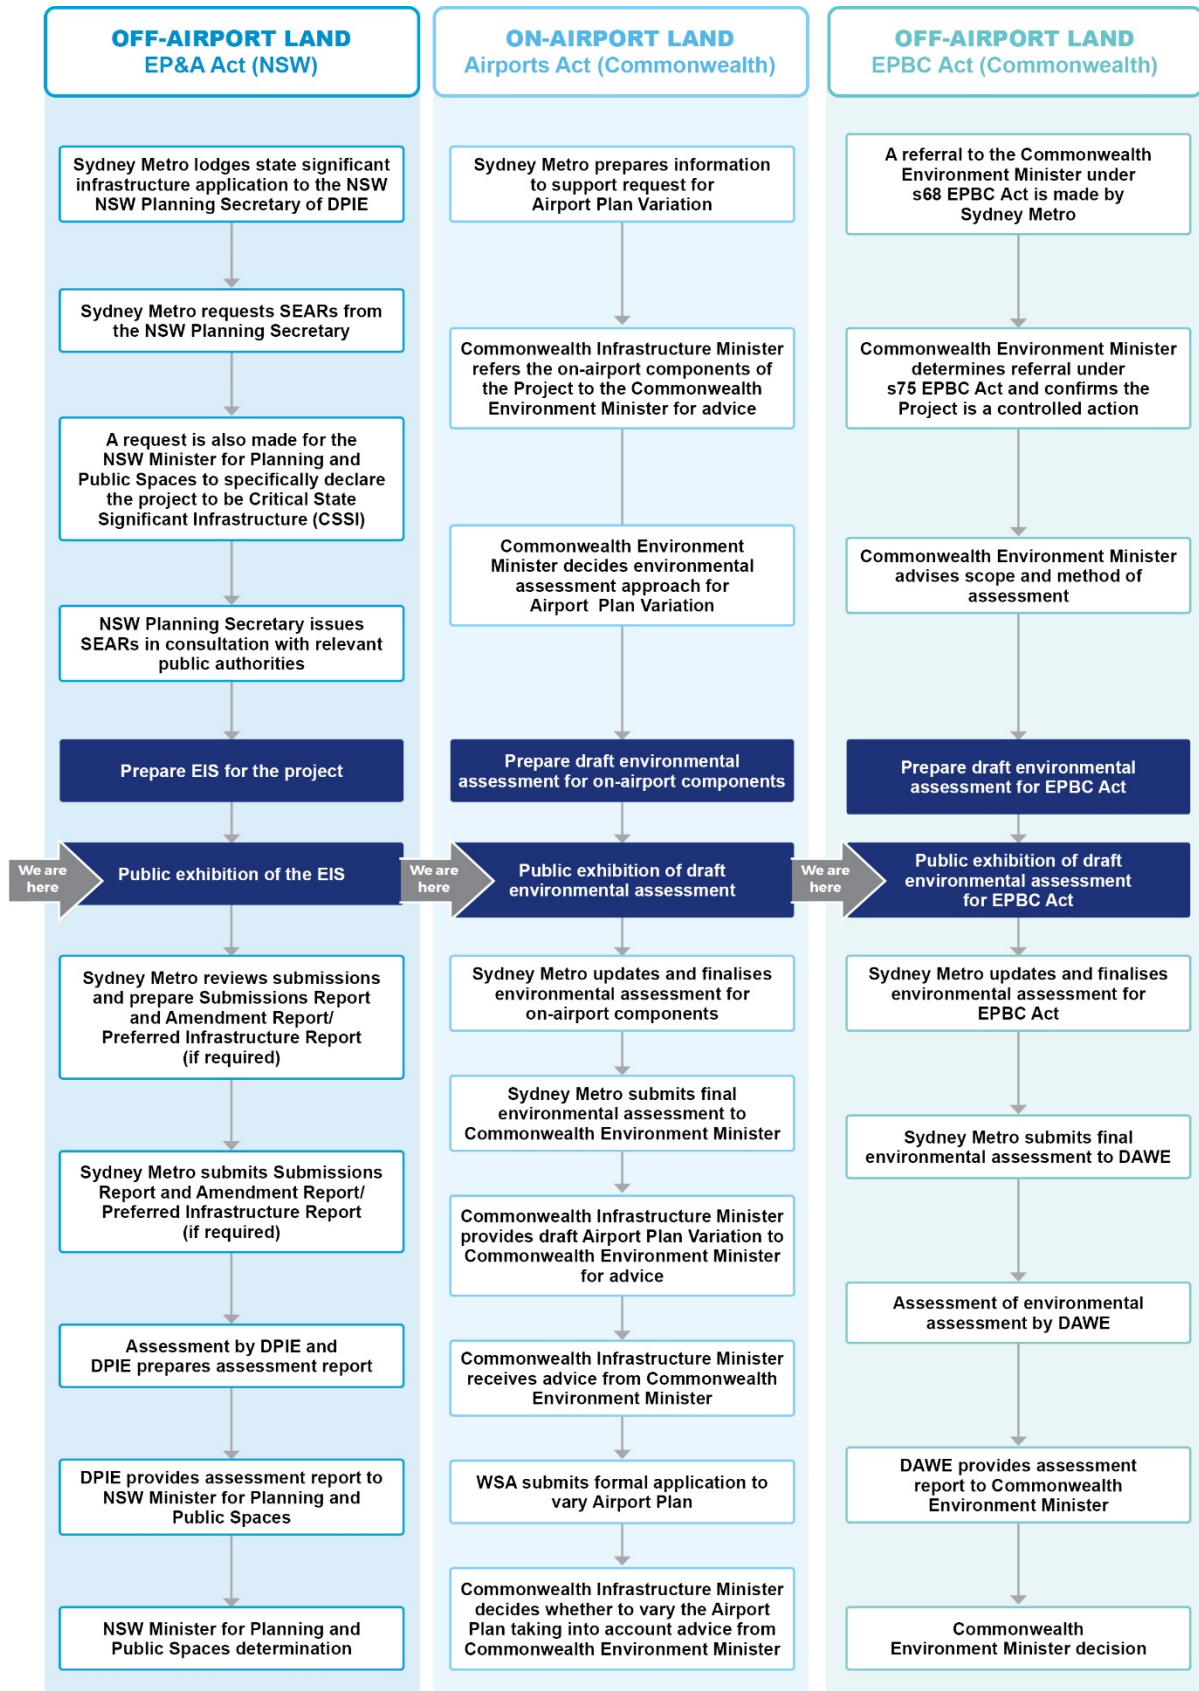 OFF-AIRPORT LAND
EP&A Act (NSW)
Sydney Metro lodges state significant
infrastructure application to the NSW
NSW Planning Secretary of DPIE
Sydney Metro requests SEARs from
the NSW Planning Secretary
A request is also made for the
NSW Minister for Planning and
Public Spaces to specifically declare
the project to be Critical State
Significant Infrastructure (CSSI)
NSW Planning Secretary issues
SEARs in consultation with relevant
public authorities
Prepare EIS for the project
We are
here
Public exhibition of the EIS
Sydney Metro reviews submissions
and prepare Submissions Report
and Amendment Report/
Preferred Infrastructure Report
(if required)
Sydney Metro submits Submissions
Report and Amendment Report/
Preferred Infrastructure Report
(if required)
Assessment by DPIE and
DPIE prepares assessment report
DPIE provides assessment report to
NSW Minister for Planning and
Public Spaces
NSW Minister for Planning and
Public Spaces determination
ON-AIRPORT LAND
Airports Act (Commonwealth)
Sydney Metro prepares information
to support request for
Airport Plan Variation
Commonwealth Infrastructure Minister
refers the on-airport components of
the Project to the Commonwealth
Environment Minister for advice
Commonwealth Environment
Minister decides environmental
assessment approach for
Airport Plan Variation
Prepare draft environmental
assessment for on-airport components
We are
here
Public exhibition of draft
environmental assessment
Sydney Metro updates and finalises
environmental assessment for
on-airport components
Sydney Metro submits final
environmental assessment to
Commonwealth Environment Minister
Commonwealth Infrastructure Minister
provides draft Airport Plan Variation to
Commonwealth Environment Minister
for advice
Commonwealth Infrastructure Minister
receives advice from Commonwealth
Environment Minister
WSA submits formal application to
vary Airport Plan
Commonwealth Infrastructure Minister
decides whether to vary the Airport
Plan taking into account advice from
Commonwealth Environment Minister
OFF-AIRPORT LAND
EPBC Act (Commonwealth)
A referral to the Commonwealth
Environment Minister under
s68 EPBC Act is made by
Sydney Metro
Commonwealth Environment Minister
determines referral under
s75 EPBC Act and confirms the
Project is a controlled action
Commonwealth Environment Minister
advises scope and method of
assessment
Prepare draft environmental
assessment for EPBC Act
We are
here
Public exhibition of draft
environmental assessment
for EPBC Act
Sydney Metro updates and finalises
environmental assessment for
EPBC Act
Sydney Metro submits final
environmental assessment to DAWE
Assessment of environmental
assessment by DAWE
DAWE provides assessment
report to Commonwealth
Environment Minister
Commonwealth
Environment Minister decision